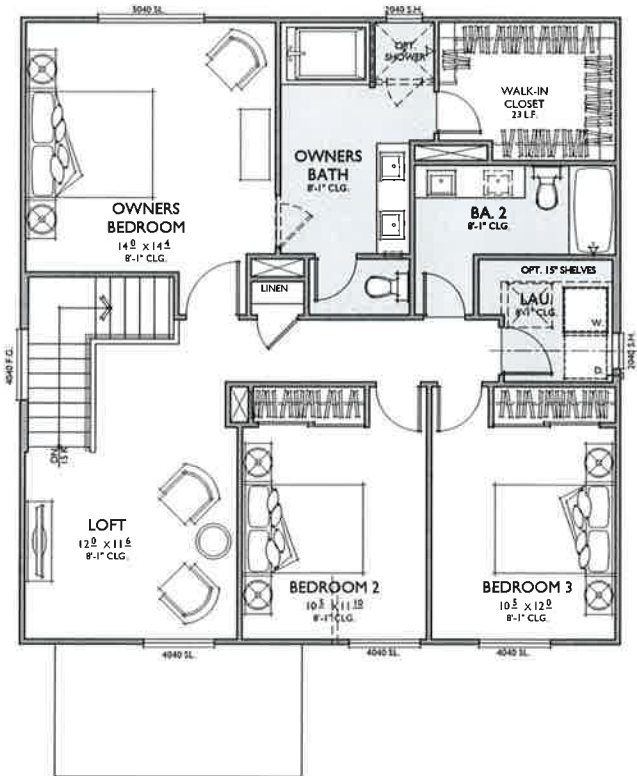 5040 SL.
2040 S.H.
OPT.
SHOWER
WALK-IN
CLOSET
23 L.F.
OWNERS
BATH
8'-1" CLG.
OWNERS
BEDROOM
14⁰ X 14⁴
8'-1" CLG.
BA. 2
8'-1" CLG.
OPT. 15" SHELVES
LINEN
LAU
8'-1" CLG.
W.
D.
2040 S.H.
4040 F.G.
DN
15 R
LOFT
12⁰ X 11⁶
8'-1" CLG.
BEDROOM 2
10⁵ X 11¹⁰
8'-1" CLG.
BEDROOM 3
10⁵ X 12⁰
8'-1" CLG.
4040 SL.
4040 SL.
4040 SL.